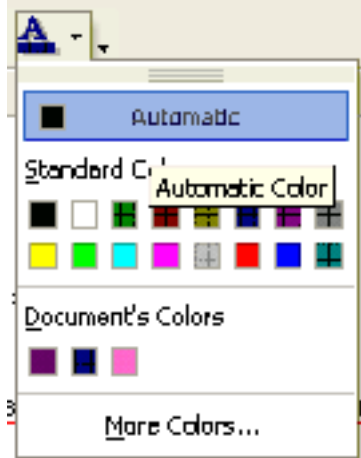 A
Automatic
Standard Co
Automatic Color
Document's Colors
More Colors...